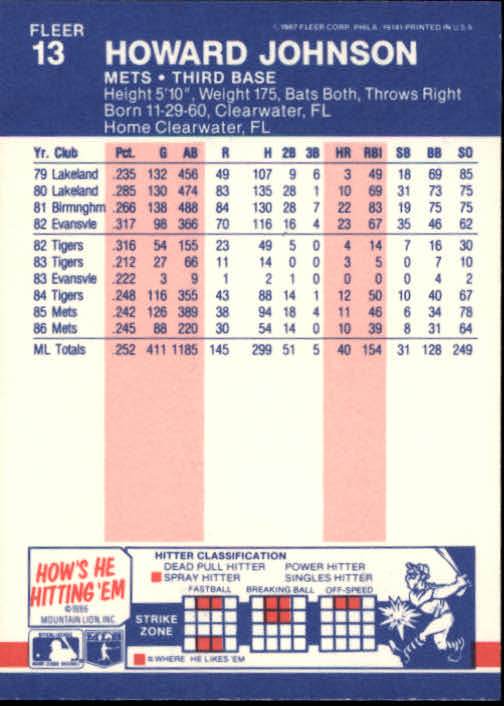 FLEER
13 HOWARD JOHNSON
© 1987 FLEER CORP., PHILA. 19141-PRINTED IN U.S.A.
METS • THIRD BASE
Height 5'10", Weight 175, Bats Both, Throws Right
Born 11-29-60, Clearwater, FL
Home Clearwater, FL
Yr. Club Pct. G AB R H 2B 3B HR RBI SB BB SO
79 Lakeland .235 132 456 49 107 9 6 3 49 18 69 85
80 Lakeland .285 130 474 83 135 28 1 10 69 31 73 75
81 Birmnghm .266 138 488 84 130 28 7 22 83 19 75 75
82 Evansvle .317 98 366 70 116 16 4 23 67 35 46 62
82 Tigers .316 54 155 23 49 5 0 4 14 7 16 30
83 Tigers .212 27 66 11 14 0 0 3 5 0 7 10
83 Evansvle .222 3 9 1 2 1 0 0 0 0 4 2
84 Tigers .248 116 355 43 88 14 1 12 50 10 40 67
85 Mets .242 126 389 38 94 18 4 11 46 6 34 78
86 Mets .245 88 220 30 54 14 0 10 39 8 31 64
ML Totals .252 411 1185 145 299 51 5 40 154 31 128 249
HOW'S HE
HITTING 'EM
©1986
MOUNTAIN LION, INC.
HITTER CLASSIFICATION
DEAD PULL HITTER POWER HITTER
SPRAY HITTER SINGLES HITTER
FASTBALL BREAKING BALL OFF-SPEED
STRIKE
ZONE
=WHERE HE LIKES 'EM